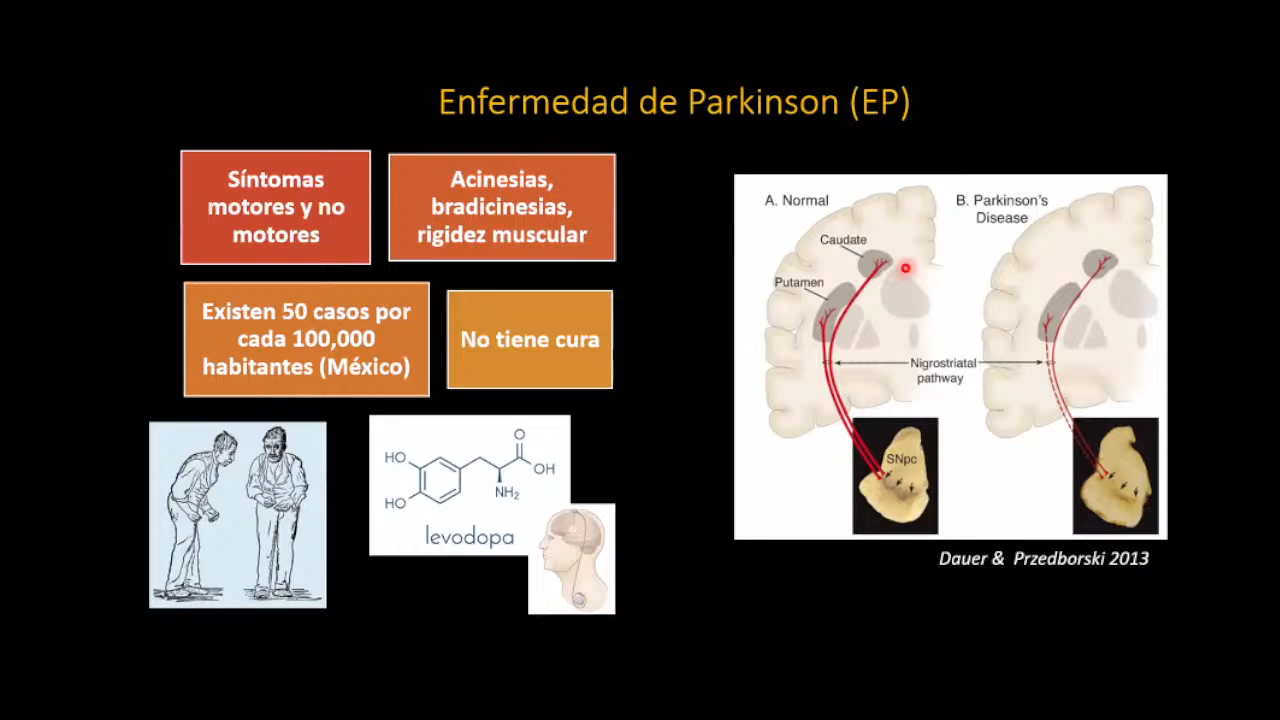 Enfermedad de Parkinson (EP)
Síntomas
motores y no
motores
Acinesias,
bradicinesias,
rigidez muscular
Existen 50 casos por
cada 100,000
habitantes (México)
No tiene cura
HO
HO
O
OH
NH₂
levodopa
A. Normal
Caudate
Putamen
B. Parkinson's
Disease
Nigrostriatal
pathway
SNpc
Dauer & Przedborski 2013